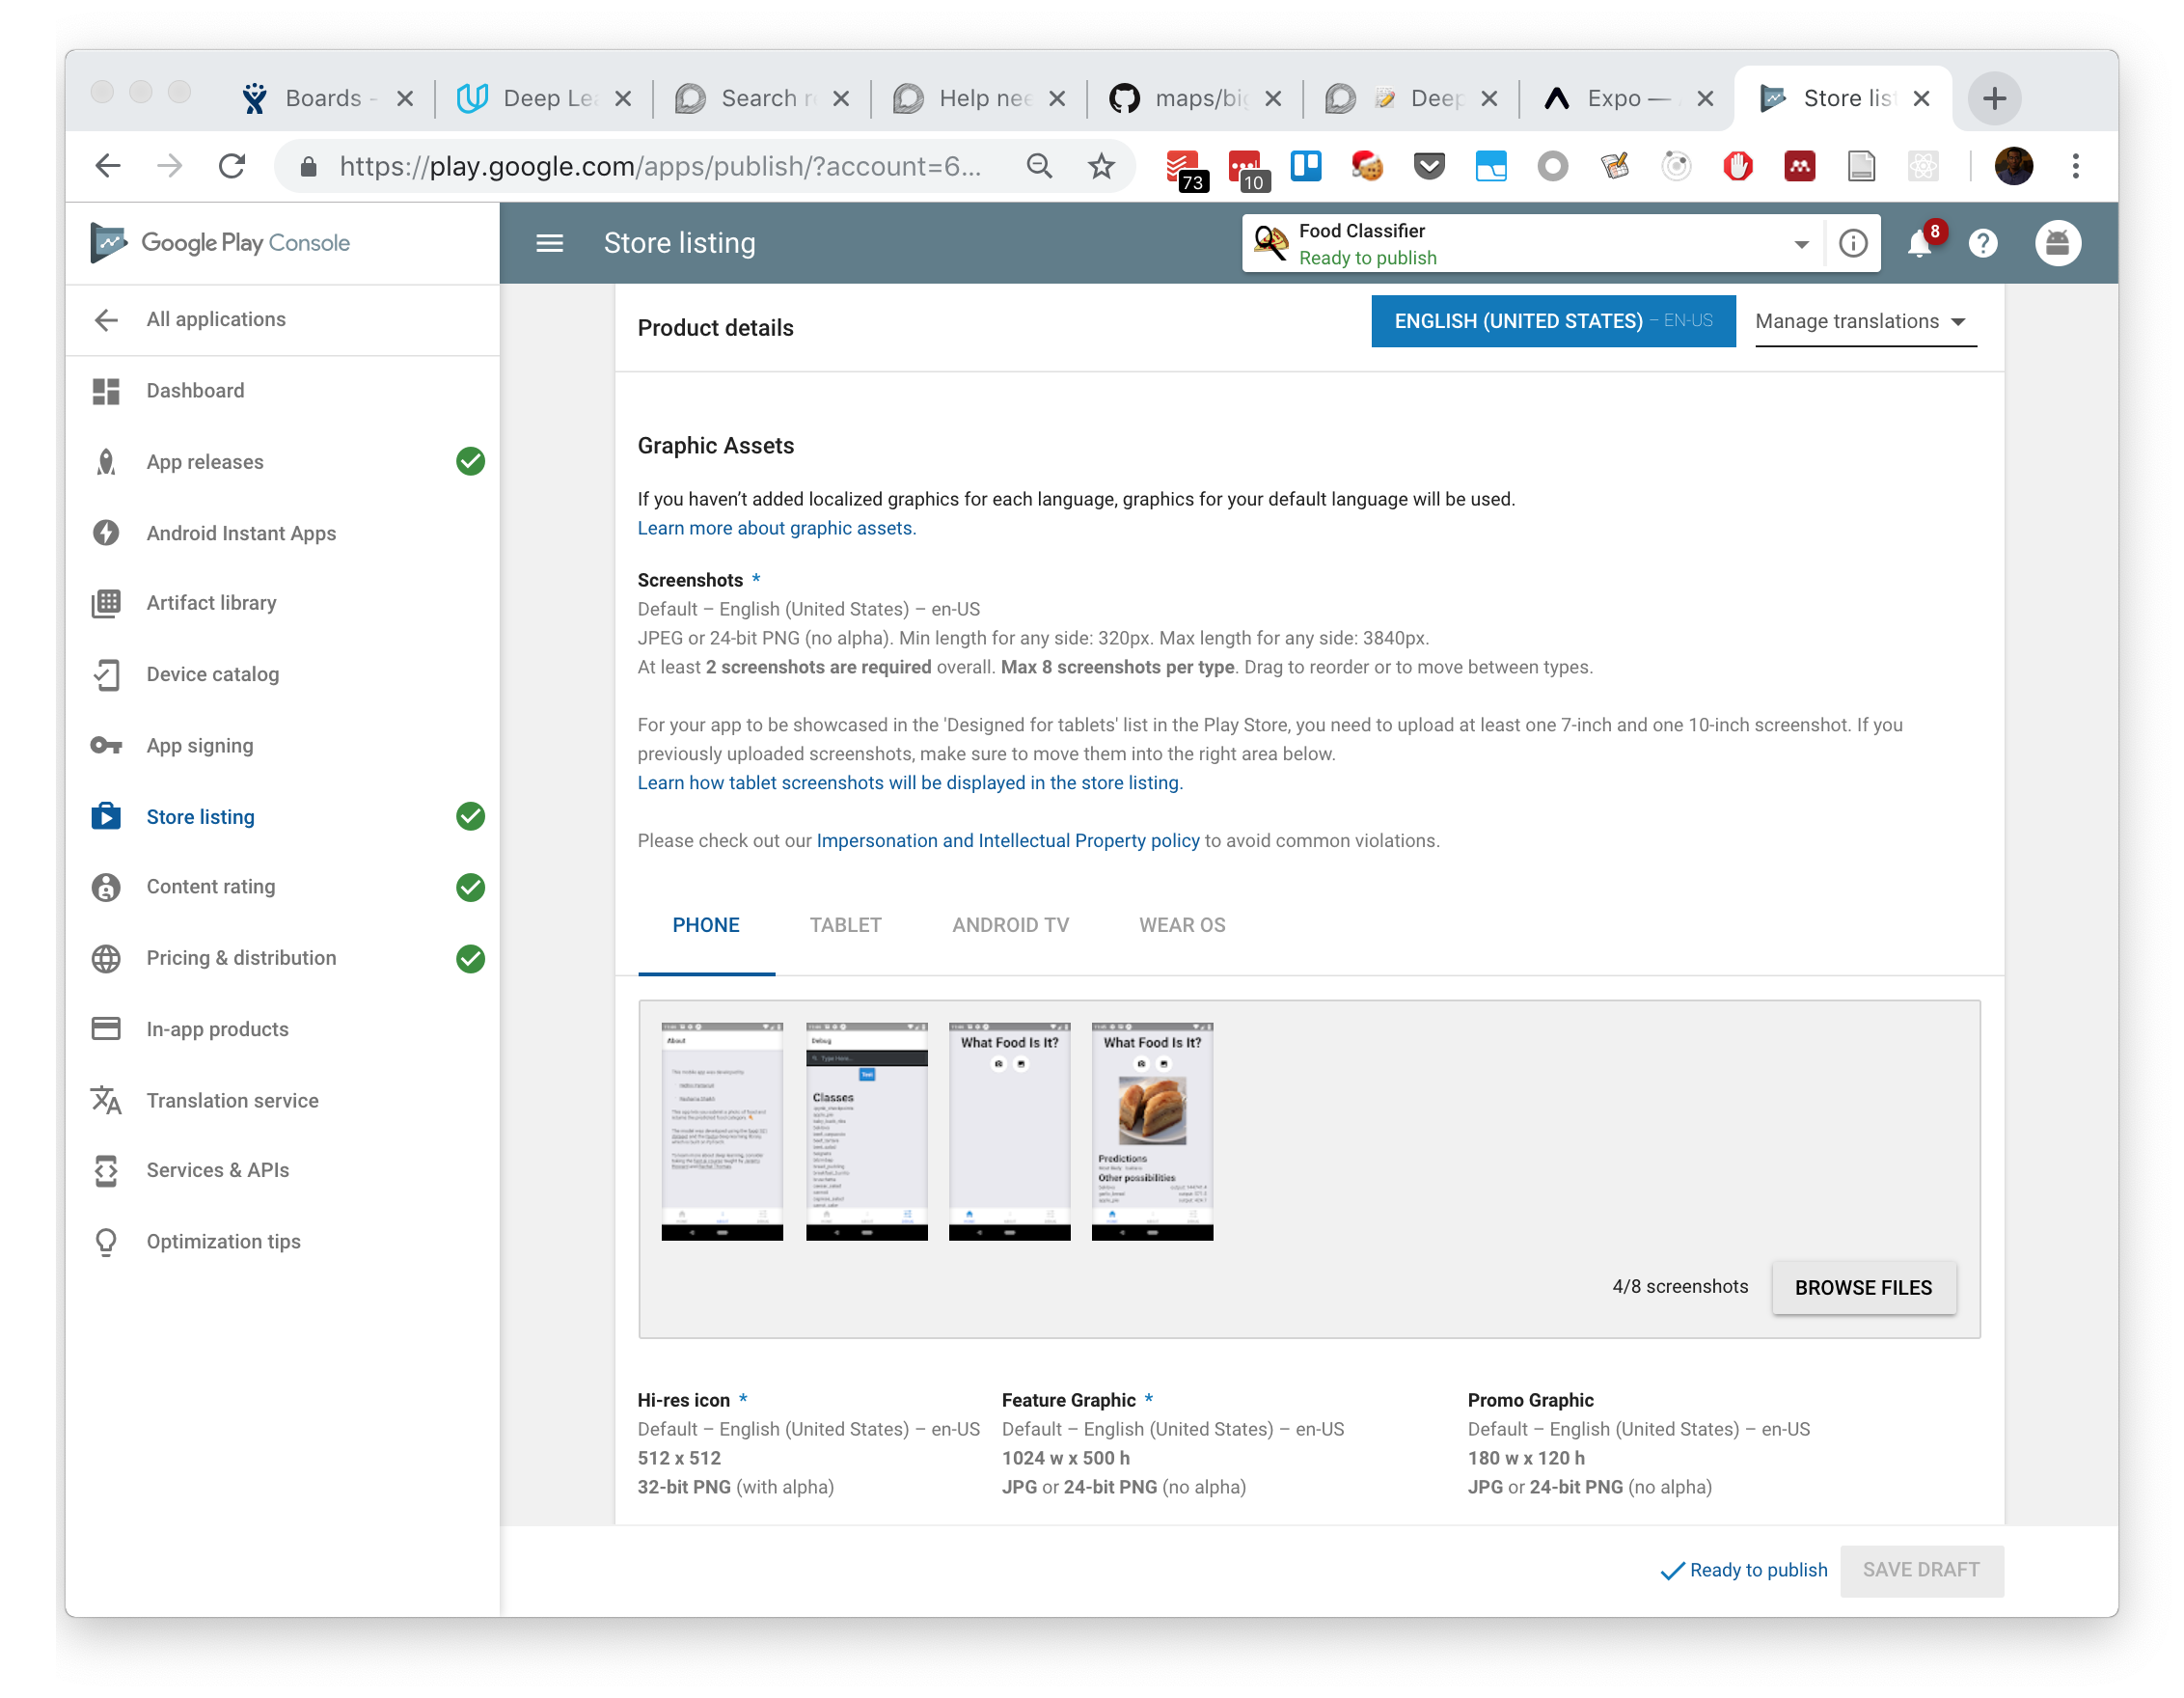 Boards -
Deep Le
Search r
Help nee
maps/big
Deep
Expo —
Store lis
https://play.google.com/apps/publish/?account=6...
73
10
Google Play Console
Store listing
Food Classifier
Ready to publish
8
All applications
Dashboard
App releases
Android Instant Apps
Artifact library
Device catalog
App signing
Store listing
Content rating
Pricing & distribution
In-app products
Translation service
Services & APIs
Optimization tips
Product details
ENGLISH (UNITED STATES) – EN-US
Manage translations
Graphic Assets
If you haven’t added localized graphics for each language, graphics for your default language will be used.
Learn more about graphic assets.
Screenshots *
Default – English (United States) – en-US
JPEG or 24-bit PNG (no alpha). Min length for any side: 320px. Max length for any side: 3840px.
At least 2 screenshots are required overall. Max 8 screenshots per type. Drag to reorder or to move between types.
For your app to be showcased in the 'Designed for tablets' list in the Play Store, you need to upload at least one 7-inch and one 10-inch screenshot. If you
previously uploaded screenshots, make sure to move them into the right area below.
Learn how tablet screenshots will be displayed in the store listing.
Please check out our Impersonation and Intellectual Property policy to avoid common violations.
PHONE
TABLET
ANDROID TV
WEAR OS
About
This mobile app was developed by
Debug
Type Here...
Test
Classes
apple_pie
What Food Is It?
What Food Is It?
Predictions
Other possibilities
4/8 screenshots
BROWSE FILES
Hi-res icon *
Default – English (United States) – en-US
512 x 512
32-bit PNG (with alpha)
Feature Graphic *
Default – English (United States) – en-US
1024 w x 500 h
JPG or 24-bit PNG (no alpha)
Promo Graphic
Default – English (United States) – en-US
180 w x 120 h
JPG or 24-bit PNG (no alpha)
Ready to publish
SAVE DRAFT